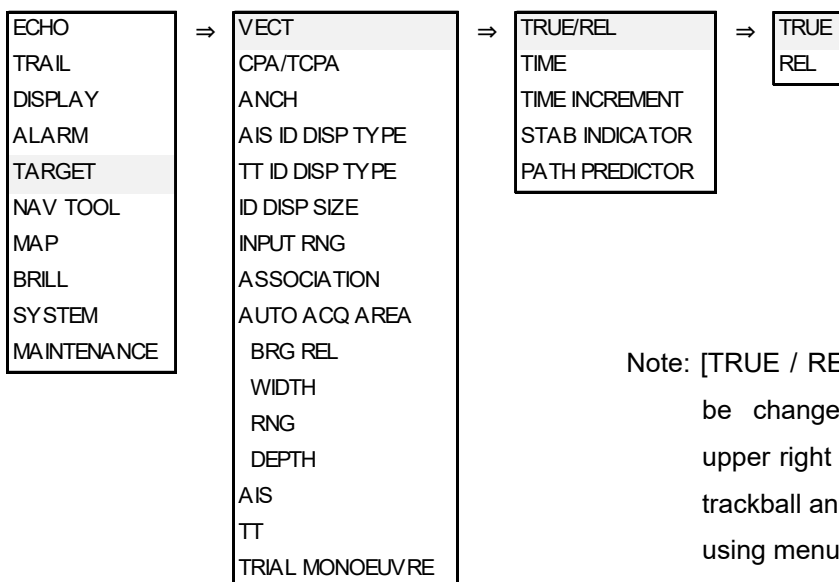 ECHO
TRAIL
DISPLAY
ALARM
TARGET
NAV TOOL
MAP
BRILL
SYSTEM
MAINTENANCE
⇒
VECT
CPA/TCPA
ANCH
AIS ID DISP TYPE
TT ID DISP TYPE
ID DISP SIZE
INPUT RNG
ASSOCIATION
AUTO ACQ AREA
BRG REL
WIDTH
RNG
DEPTH
AIS
TT
TRIAL MONOEUVRE
⇒
TRUE/REL
TIME
TIME INCREMENT
STAB INDICATOR
PATH PREDICTOR
⇒
TRUE
REL
Note: [TRUE / RE
be change
upper right
trackball an
using menu